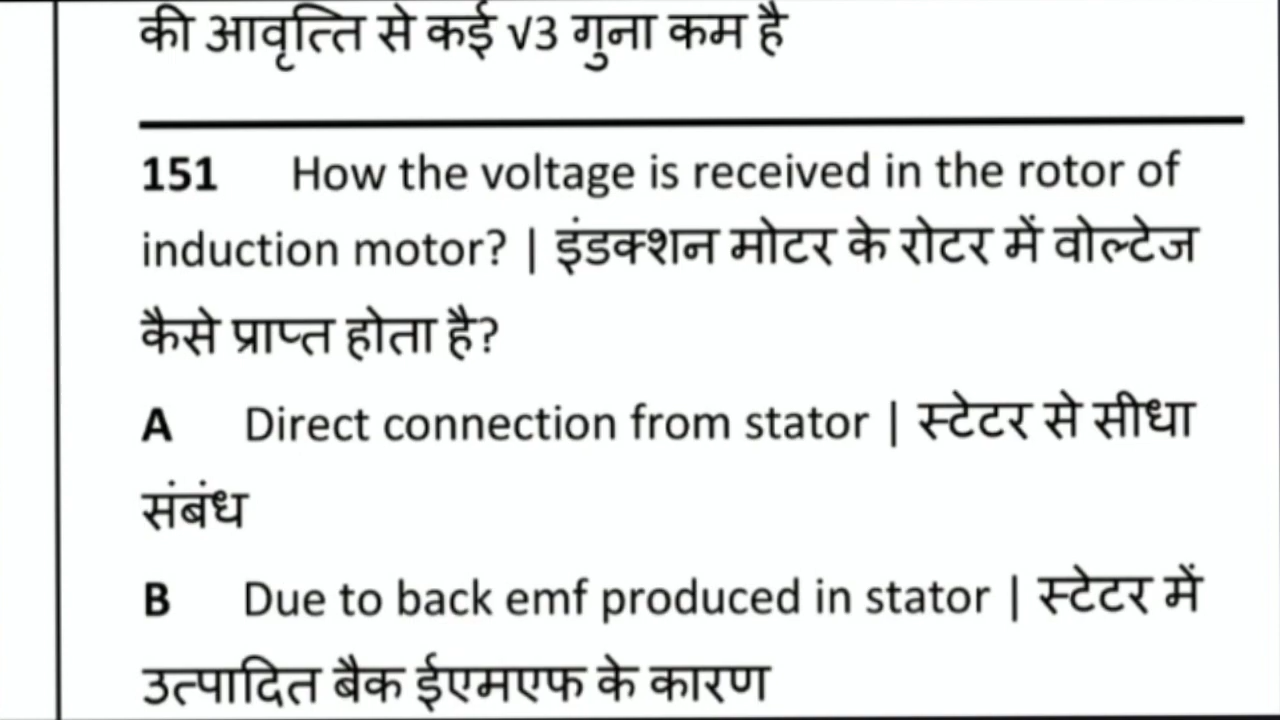 की आवृत्ति से कई √3 गुना कम है
151 How the voltage is received in the rotor of
induction motor? | इंडक्शन मोटर के रोटर में वोल्टेज
कैसे प्राप्त होता है?
A Direct connection from stator | स्टेटर से सीधा
संबंध
B Due to back emf produced in stator | स्टेटर में
उत्पादित बैक ईएमएफ के कारण